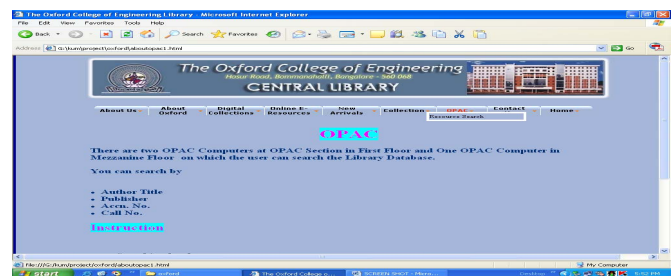 The Oxford College of Engineering Library - Microsoft Internet Explorer
File Edit View Favorites Tools Help
Back Search Favorites
Address G:\kum\project\oxford\aboutopac1.html Go
The Oxford College of Engineering
Hosur Road, Bommanahalli, Bangalore - 560 068
CENTRAL LIBRARY
About Us About Oxford Digital Collections Online E-Resources New Arrivals Collection OPAC Contact Home
Resource Search
OPAC
There are two OPAC Computers at OPAC Section in First Floor and One OPAC Computer in
Mezzanine Floor on which the user can search the Library Database.
You can search by
Author Title
Publisher
Accn. No.
Call No.
Instruction
file:///G:/kum/project/oxford/aboutopac1.html My Computer
start oxford The Oxford College o... SCREEN SHOT - Micro... Desktop 5:52 PM